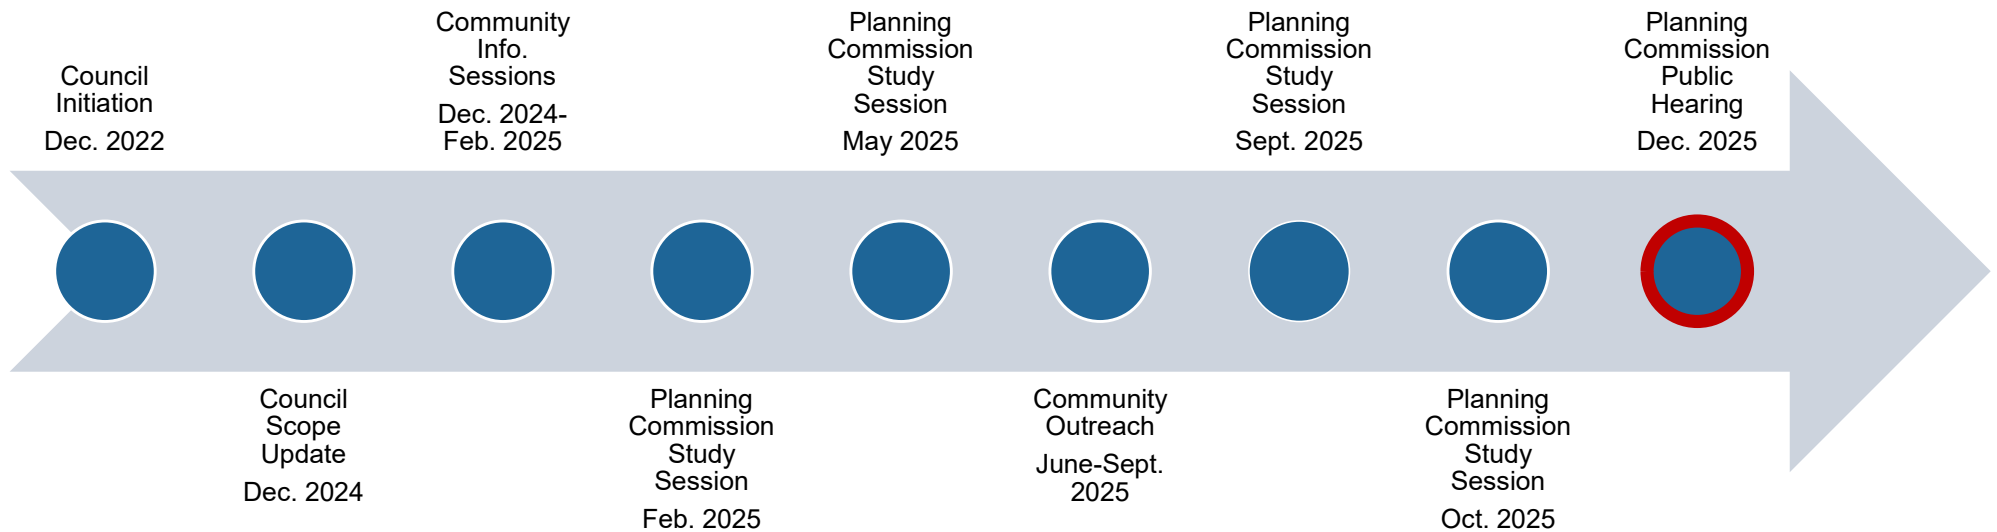 Council
Initiation
Dec. 2022
Council
Scope
Update
Dec. 2024
Community
Info.
Sessions
Dec. 2024-
Feb. 2025
Planning
Commission
Study
Session
Feb. 2025
Planning
Commission
Study
Session
May 2025
Community
Outreach
June-Sept.
2025
Planning
Commission
Study
Session
Sept. 2025
Planning
Commission
Study
Session
Oct. 2025
Planning
Commission
Public
Hearing
Dec. 2025